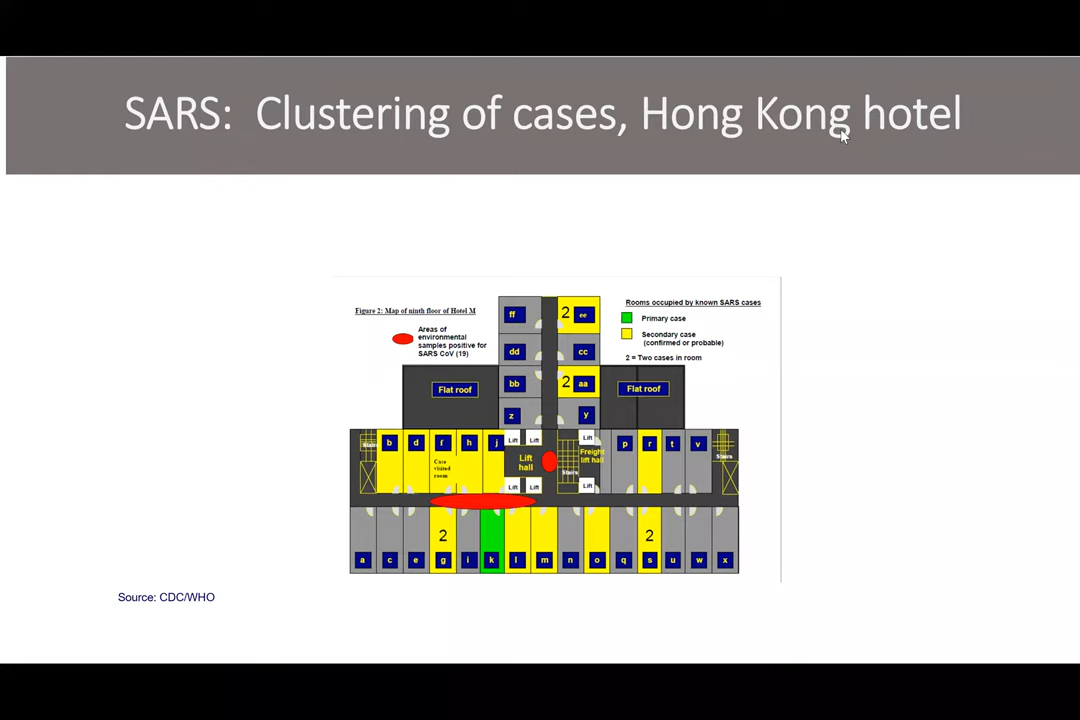 SARS: Clustering of cases, Hong Kong hotel
Figure 2: Map of ninth floor of Hotel M
Areas of
environmental
samples positive for
SARS CoV (19)
Rooms occupied by known SARS cases
Primary case
Secondary case
(confirmed or probable)
2 = Two cases in room
ff 2 ee
dd cc
Flat roof bb 2 aa Flat roof
z y
Stairs b d f h j Lift Lift Lift p r t v Stairs
Case
visited
room
Lift
hall
Stairs
Freight
lift hall
Lift Lift Lift
2 2
a c e g i k l m n o q s u w x
Source: CDC/WHO